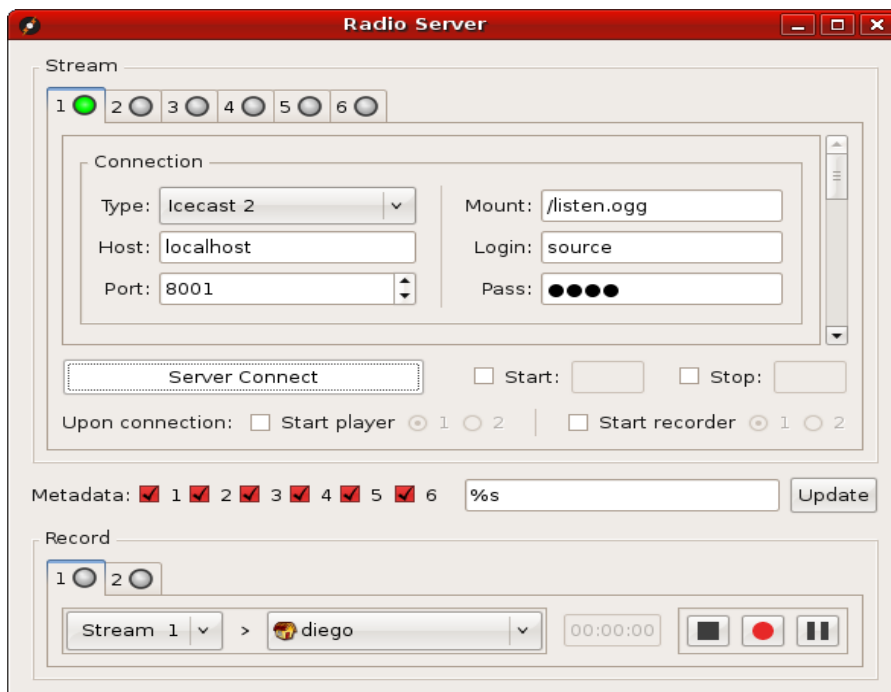 Radio Server
Stream
1 2 3 4 5 6
Connection
Type: Icecast 2 Mount: /listen.ogg
Host: localhost Login: source
Port: 8001 Pass: ●●●●
Server Connect Start: Stop:
Upon connection: Start player 1 2 Start recorder 1 2
Metadata: 1 2 3 4 5 6 %s Update
Record
1 2
Stream 1 > diego 00:00:00